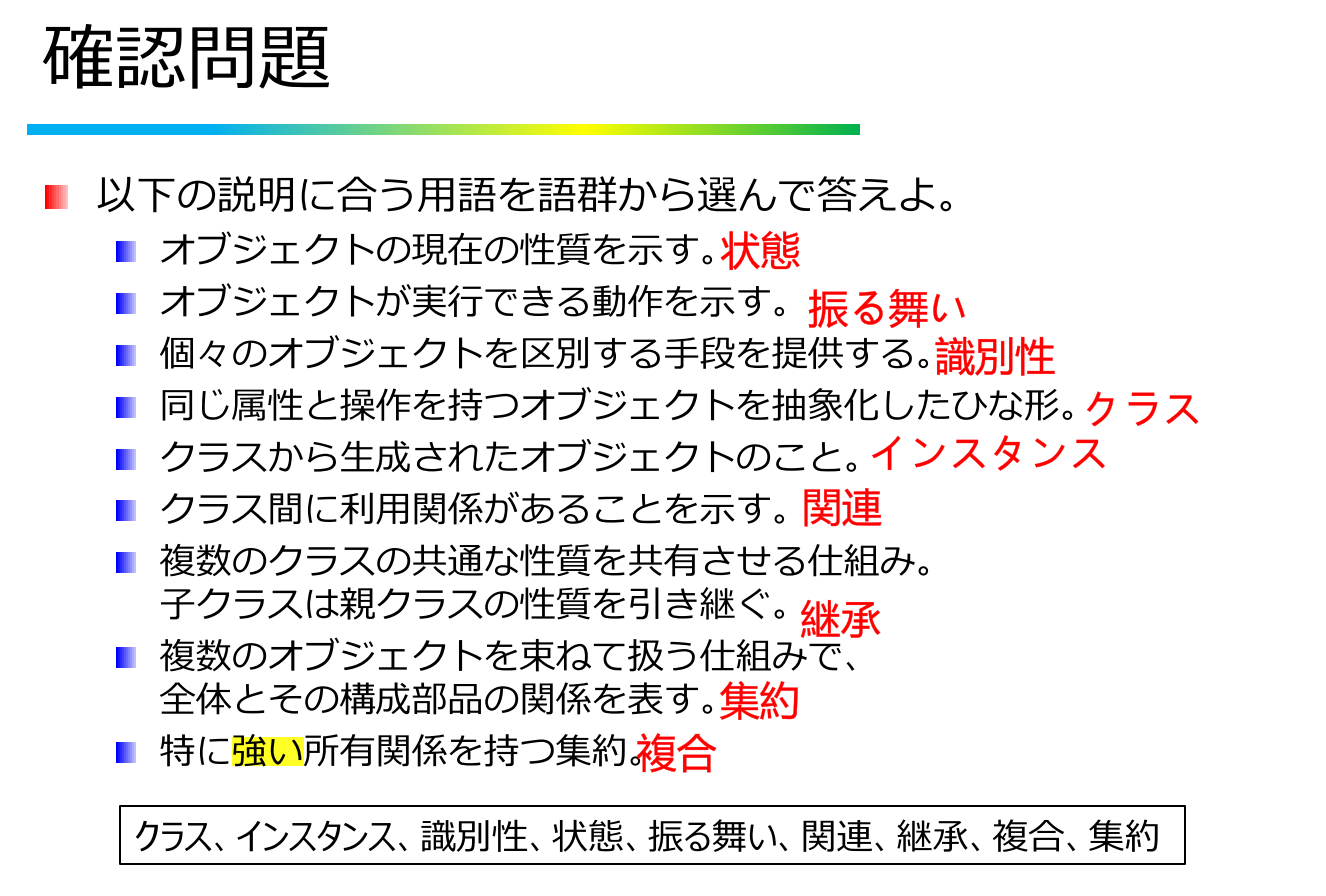 確認問題
以下の説明に合う用語を語群から選んで答えよ。
オブジェクトの現在の性質を示す。状態
オブジェクトが実行できる動作を示す。 振る舞い
個々のオブジェクトを区別する手段を提供する。識別性
同じ属性と操作を持つオブジェクトを抽象化したひな形。クラス
クラスから生成されたオブジェクトのこと。インスタンス
クラス間に利用関係があることを示す。 関連
複数のクラスの共通な性質を共有させる仕組み。
子クラスは親クラスの性質を引き継ぐ。 継承
複数のオブジェクトを束ねて扱う仕組みで、
全体とその構成部品の関係を表す。集約
特に強い所有関係を持つ集約。複合
クラス、インスタンス、識別性、状態、振る舞い、関連、継承、複合、集約